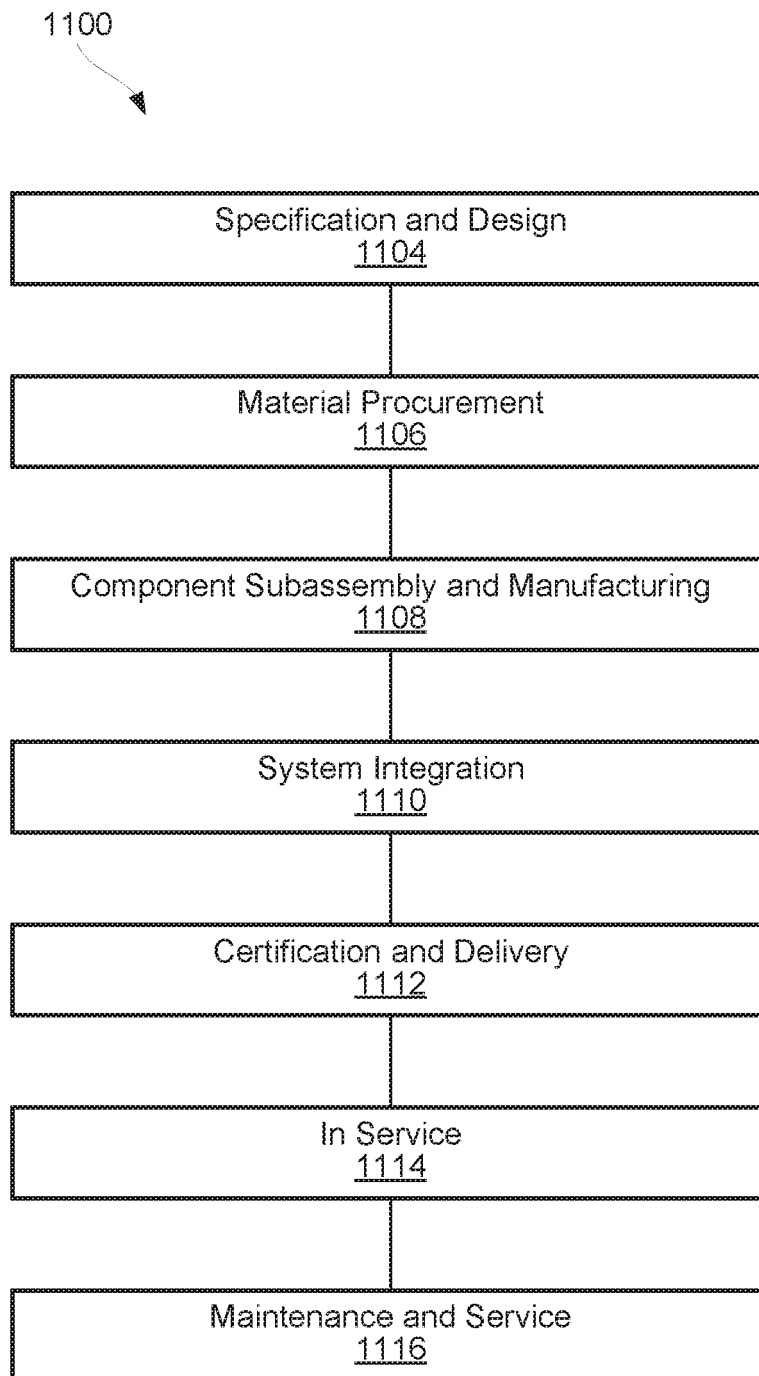 1100
Specification and Design
1104
Material Procurement
1106
Component Subassembly and Manufacturing
1108
System Integration
1110
Certification and Delivery
1112
In Service
1114
Maintenance and Service
1116